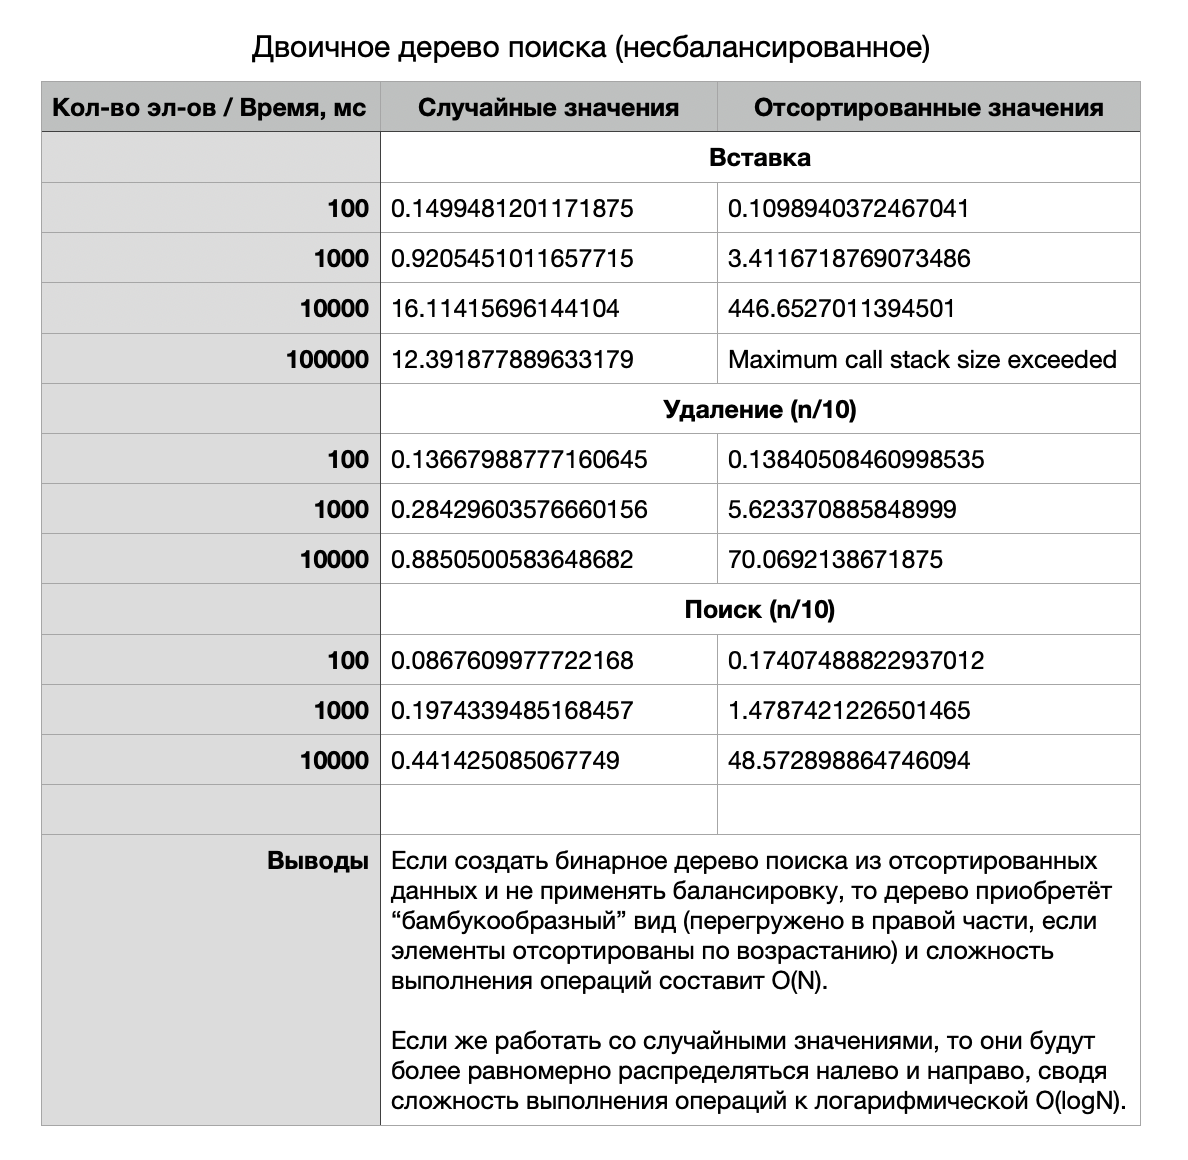 Двоичное дерево поиска (несбалансированное)
Кол-во эл-ов / Время, мс Случайные значения Отсортированные значения
Вставка
100 0.1499481201171875 0.1098940372467041
1000 0.9205451011657715 3.4116718769073486
10000 16.11415696144104 446.6527011394501
100000 12.391877889633179 Maximum call stack size exceeded
Удаление (n/10)
100 0.13667988777160645 0.13840508460998535
1000 0.28429603576660156 5.623370885848999
10000 0.8850500583648682 70.0692138671875
Поиск (n/10)
100 0.0867609977722168 0.17407488822937012
1000 0.1974339485168457 1.4787421226501465
10000 0.441425085067749 48.572898864746094
Выводы Если создать бинарное дерево поиска из отсортированных
данных и не применять балансировку, то дерево приобретёт
“бамбукообразный” вид (перегружено в правой части, если
элементы отсортированы по возрастанию) и сложность
выполнения операций составит O(N).
Если же работать со случайными значениями, то они будут
более равномерно распределяться налево и направо, сводя
сложность выполнения операций к логарифмической O(logN).